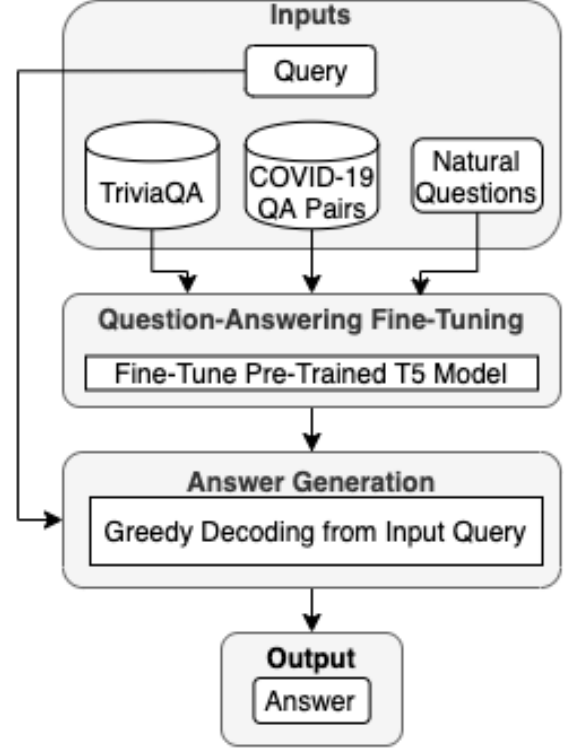 Inputs
Query
TriviaQA
COVID-19
QA Pairs
Natural
Questions
Question-Answering Fine-Tuning
Fine-Tune Pre-Trained T5 Model
Answer Generation
Greedy Decoding from Input Query
Output
Answer